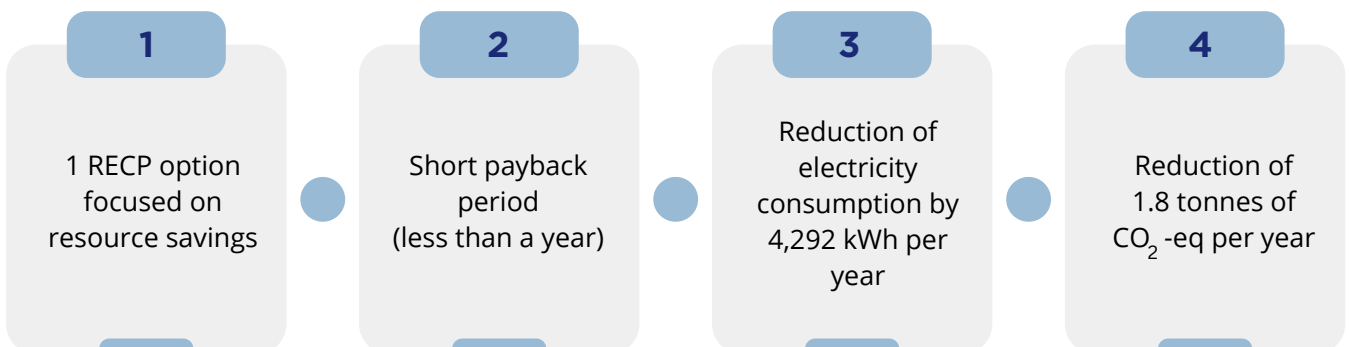 1
1 RECP option
focused on
resource savings
2
Short payback
period
(less than a year)
3
Reduction of
electricity
consumption by
4,292 kWh per
year
4
Reduction of
1.8 tonnes of
CO₂ -eq per year